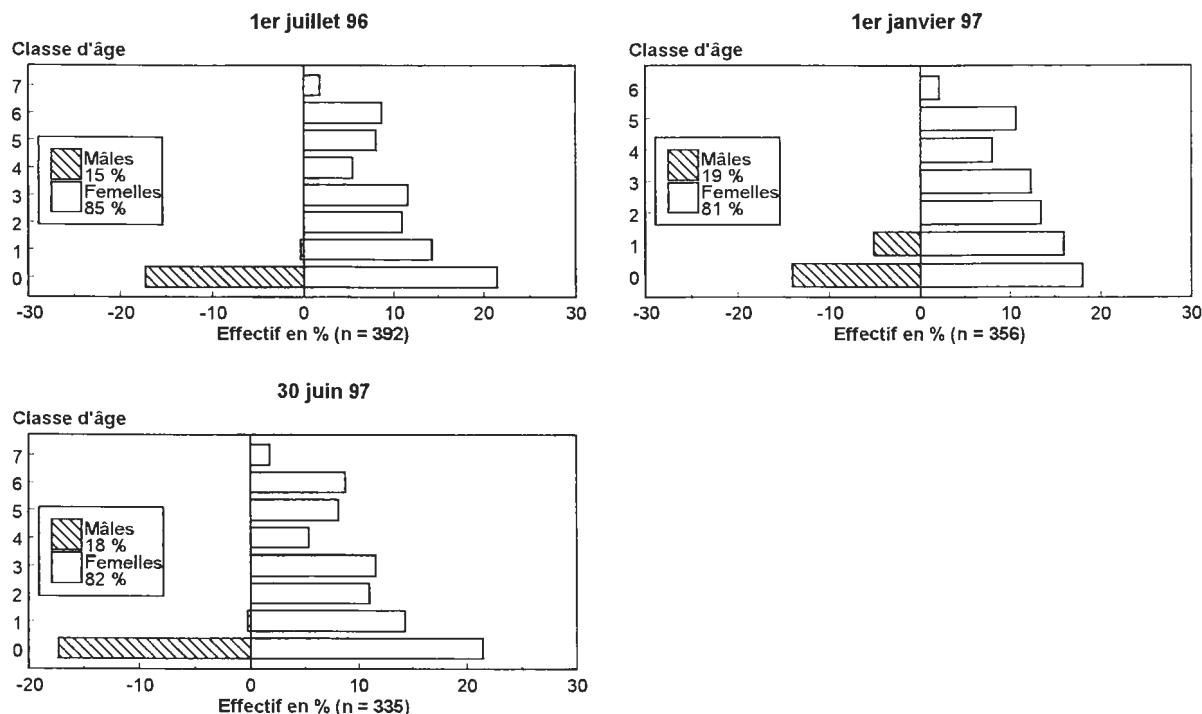 1er juillet 96
Classe d'âge
7
6
5
4
3
2
1
0
Mâles
15 %
Femelles
85 %
-30 -20 -10 0 10 20 30
Effectif en % (n = 392)
1er janvier 97
Classe d'âge
6
5
4
3
2
1
0
Mâles
19 %
Femelles
81 %
-30 -20 -10 0 10 20 30
Effectif en % (n = 356)
30 juin 97
Classe d'âge
7
6
5
4
3
2
1
0
Mâles
18 %
Femelles
82 %
-20 -10 0 10 20 30
Effectif en % (n = 335)